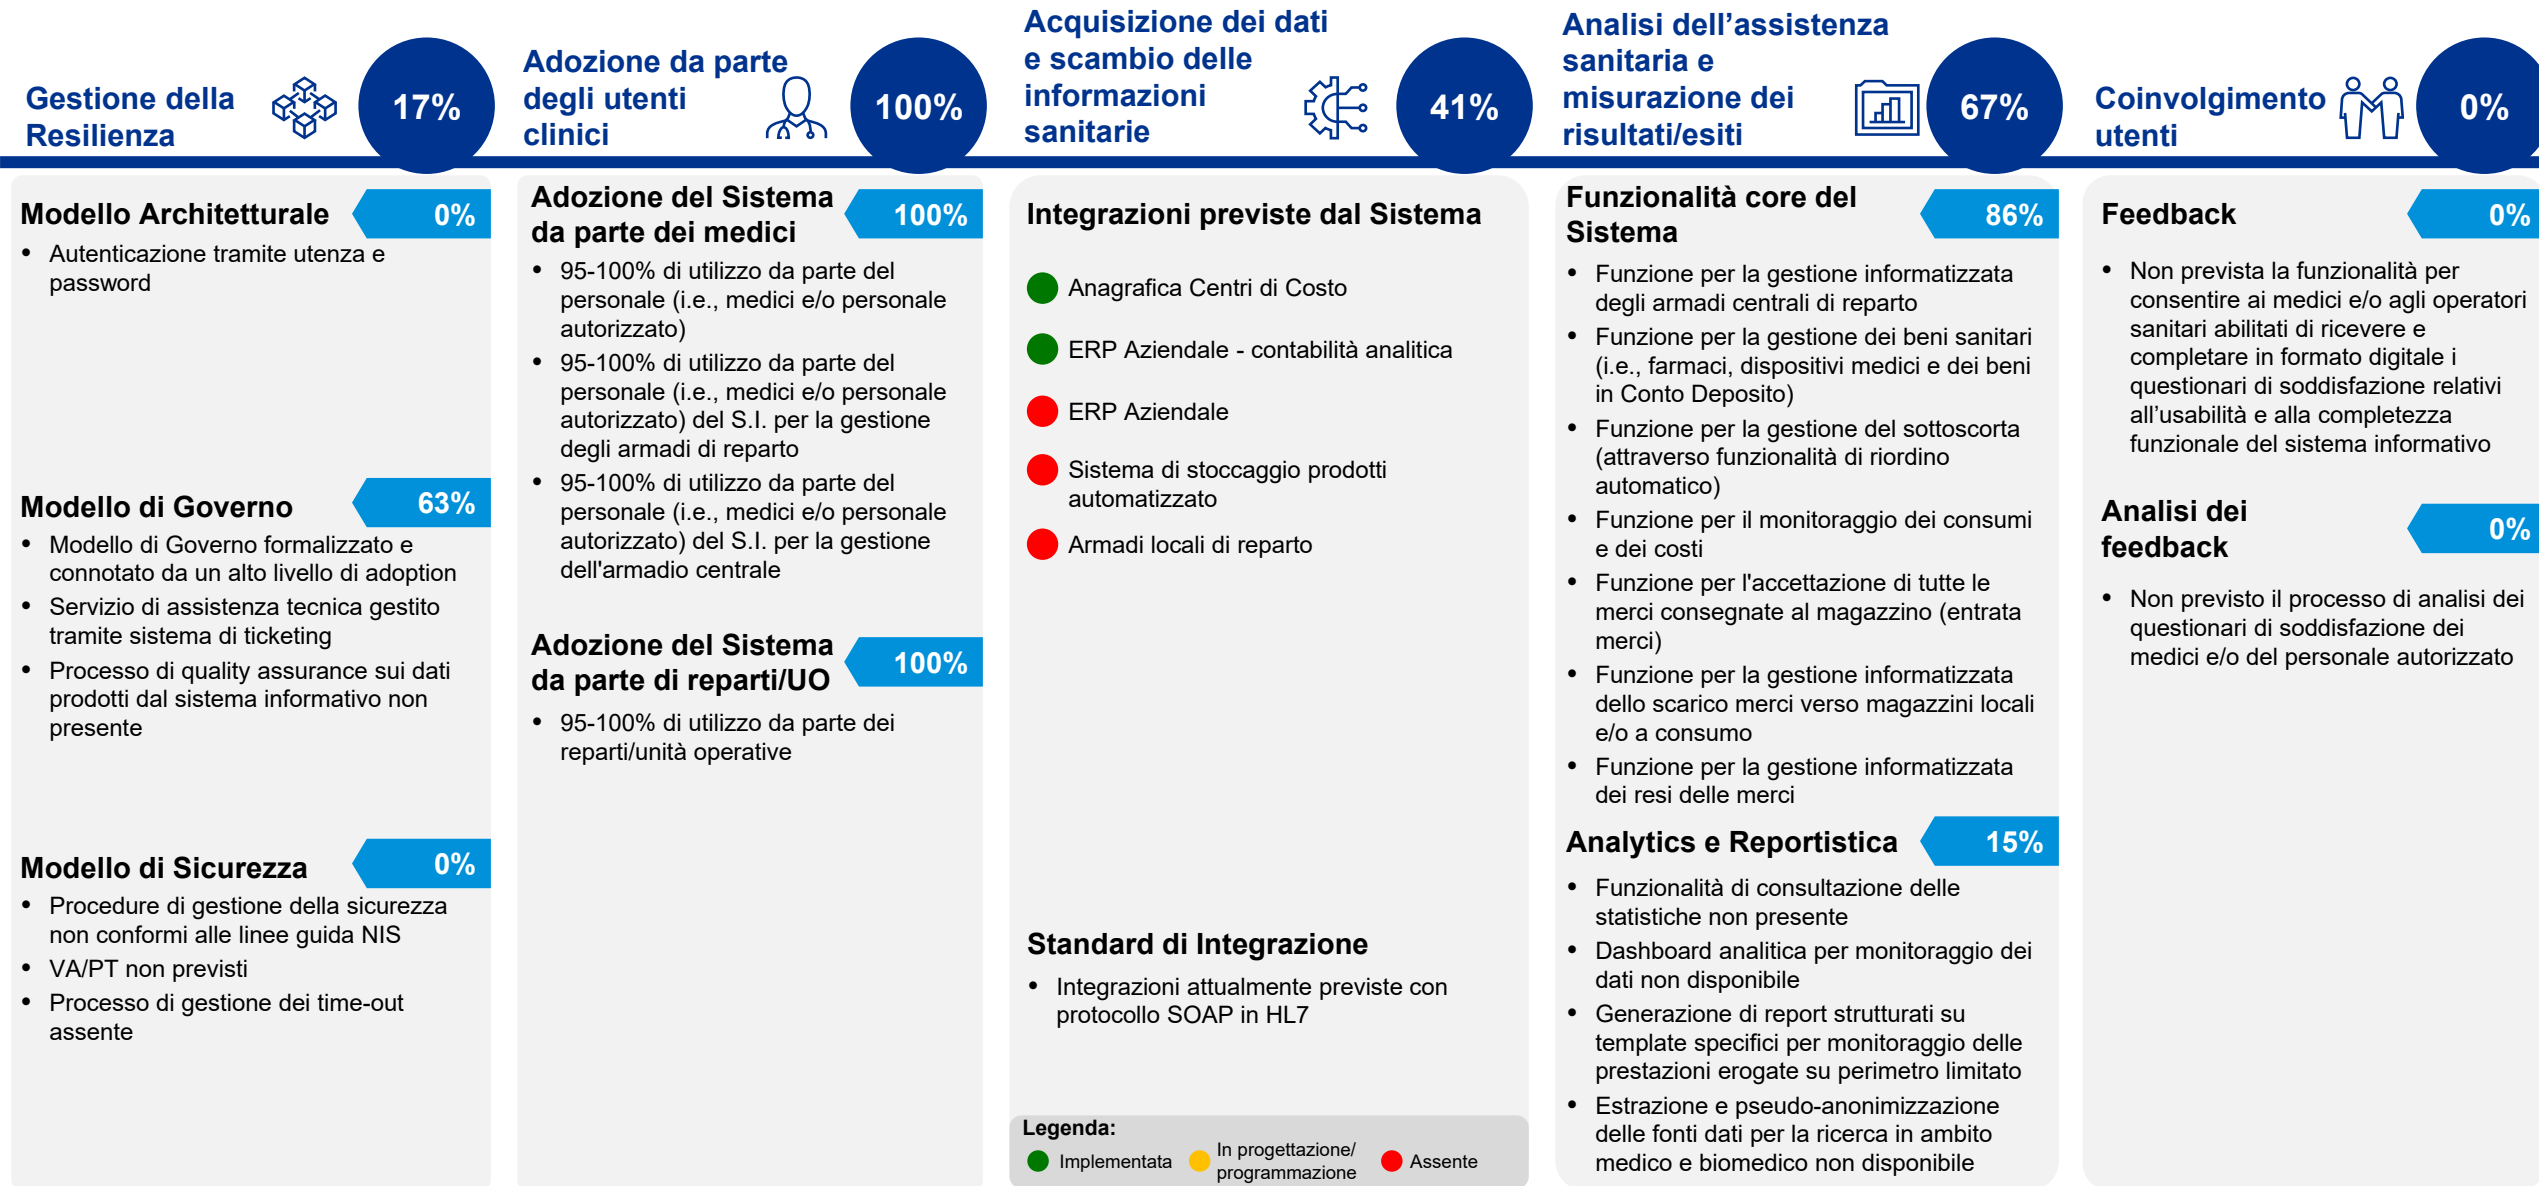 Gestione della
Resilienza
17%
Adozione da parte
degli utenti
clinici
100%
Acquisizione dei dati
e scambio delle
informazioni
sanitarie
41%
Analisi dell’assistenza
sanitaria e
misurazione dei
risultati/esiti
67%
Coinvolgimento
utenti
0%
Modello Architetturale
0%
• Autenticazione tramite utenza e
password
Modello di Governo
63%
• Modello di Governo formalizzato e
connotato da un alto livello di adoption
• Servizio di assistenza tecnica gestito
tramite sistema di ticketing
• Processo di quality assurance sui dati
prodotti dal sistema informativo non
presente
Modello di Sicurezza
0%
• Procedure di gestione della sicurezza
non conformi alle linee guida NIS
• VA/PT non previsti
• Processo di gestione dei time-out
assente
Adozione del Sistema
da parte dei medici
100%
• 95-100% di utilizzo da parte del
personale (i.e., medici e/o personale
autorizzato)
• 95-100% di utilizzo da parte del
personale (i.e., medici e/o personale
autorizzato) del S.I. per la gestione
degli armadi di reparto
• 95-100% di utilizzo da parte del
personale (i.e., medici e/o personale
autorizzato) del S.I. per la gestione
dell'armadio centrale
Adozione del Sistema
da parte di reparti/UO
100%
• 95-100% di utilizzo da parte dei
reparti/unità operative
Integrazioni previste dal Sistema
Anagrafica Centri di Costo
ERP Aziendale - contabilità analitica
ERP Aziendale
Sistema di stoccaggio prodotti
automatizzato
Armadi locali di reparto
Standard di Integrazione
• Integrazioni attualmente previste con
protocollo SOAP in HL7
Legenda:
Implementata
In progettazione/
programmazione
Assente
Funzionalità core del
Sistema
86%
• Funzione per la gestione informatizzata
degli armadi centrali di reparto
• Funzione per la gestione dei beni sanitari
(i.e., farmaci, dispositivi medici e dei beni
in Conto Deposito)
• Funzione per la gestione del sottoscorta
(attraverso funzionalità di riordino
automatico)
• Funzione per il monitoraggio dei consumi
e dei costi
• Funzione per l'accettazione di tutte le
merci consegnate al magazzino (entrata
merci)
• Funzione per la gestione informatizzata
dello scarico merci verso magazzini locali
e/o a consumo
• Funzione per la gestione informatizzata
dei resi delle merci
Analytics e Reportistica
15%
• Funzionalità di consultazione delle
statistiche non presente
• Dashboard analitica per monitoraggio dei
dati non disponibile
• Generazione di report strutturati su
template specifici per monitoraggio delle
prestazioni erogate su perimetro limitato
• Estrazione e pseudo-anonimizzazione
delle fonti dati per la ricerca in ambito
medico e biomedico non disponibile
Feedback
0%
• Non prevista la funzionalità per
consentire ai medici e/o agli operatori
sanitari abilitati di ricevere e
completare in formato digitale i
questionari di soddisfazione relativi
all’usabilità e alla completezza
funzionale del sistema informativo
Analisi dei
feedback
0%
• Non previsto il processo di analisi dei
questionari di soddisfazione dei
medici e/o del personale autorizzato